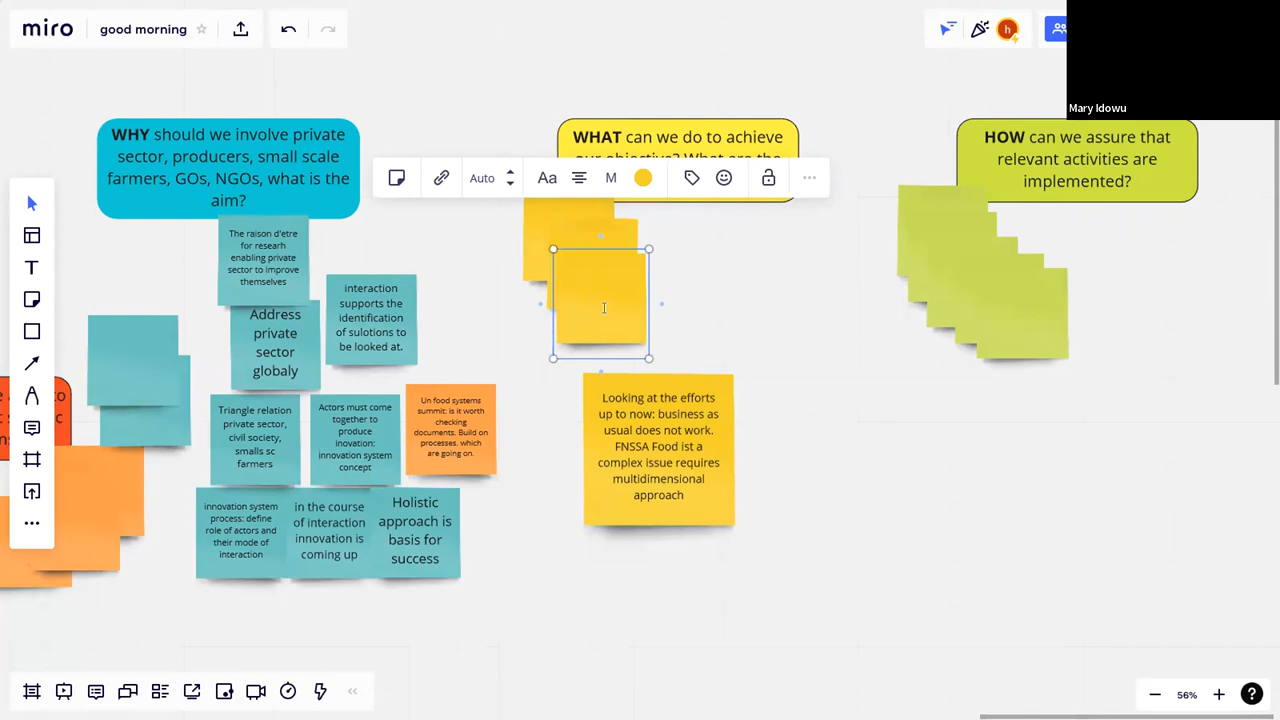 miro
good morning
h
Mary Idowu
WHY should we involve private
sector, producers, small scale
farmers, GOs, NGOs, what is the
aim?
WHAT can we do to achieve
our objective? What are the
HOW can we assure that
relevant activities are
implemented?
Auto
Aa
M
T
The raison d'etre
for researh
enabling private
sector to improve
themselves
interaction
supports the
identification
of sulotions to
be looked at.
Address
private
sector
globaly
Triangle relation
private sector,
civil society,
smalls sc
farmers
Actors must come
together to
produce
inovation:
innovation system
concept
Un food systems
summit: is it worth
checking
documents. Build on
processes. which
are going on.
innovation system
process: define
role of actors and
their mode of
interaction
in the course
of interaction
innovation is
coming up
Holistic
approach is
basis for
success
Looking at the efforts
up to now: business as
usual does not work.
FNSSA Food ist a
complex issue requires
multidimensional
approach
56%
?